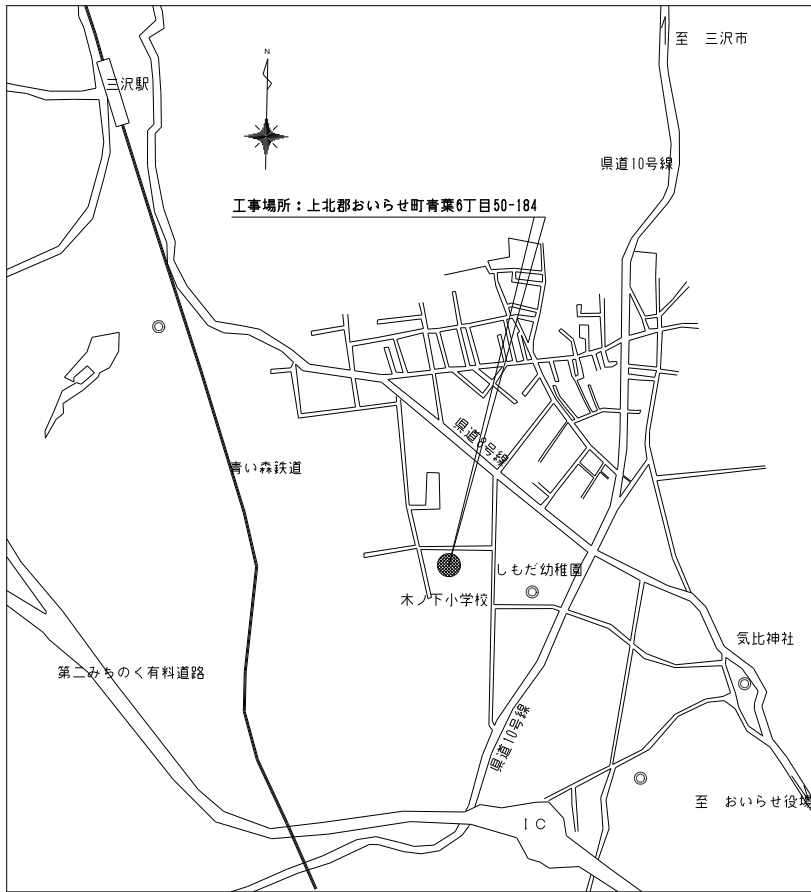 至 三沢市
三沢駅
N
県道10号線
工事場所：上北郡おいらせ町青葉6丁目50-184
県道8号線
青い森鉄道
しもだ幼稚園
木ノ下小学校
気比神社
第二みちのく有料道路
県道10号線
至 おいらせ役場
IC